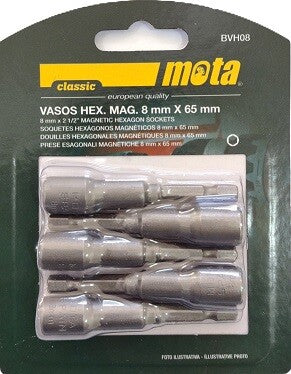 BVH08
classic
mota
european quality
VASOS HEX. MAG. 8 mm X 65 mm
8 mm x 2 1/2" MAGNETIC HEXAGON SOCKETS
SOQUETES HEXÁGONOS MAGNÉTICOS 8 mm x 65 mm
DOUILLES HEXAGONALES MAGNÉTIQUES 8 mm x 65 mm
PRESE ESAGONALI MAGNETICHE 8 mm x 65 mm
FOTO ILUSTRATIVA - ILLUSTRATIVE PHOTO